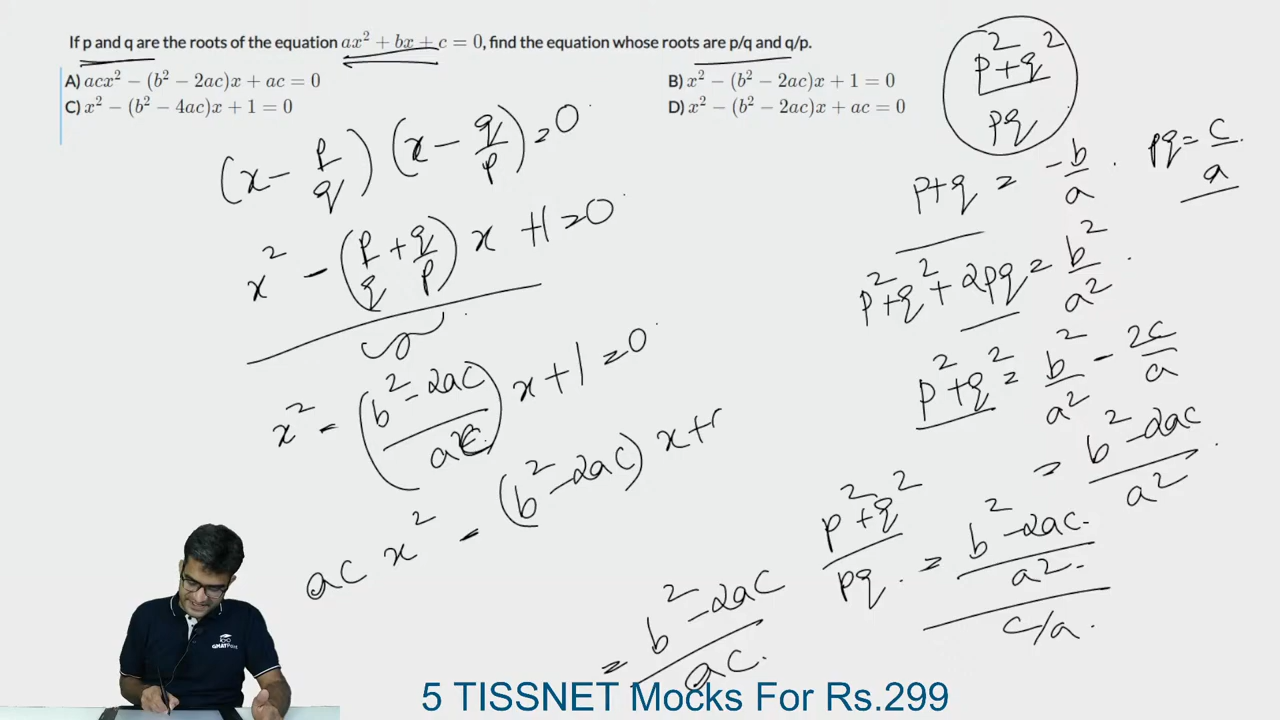 If p and q are the roots of the equation ax² + bx + c = 0, find the equation whose roots are p/q and q/p.
A) acx² − (b² − 2ac)x + ac = 0
B) x² − (b² − 2ac)x + 1 = 0
C) x² − (b² − 4ac)x + 1 = 0
D) x² − (b² − 2ac)x + ac = 0
(x − p/q) (x − q/p) = 0
x² − (p/q + q/p) x + 1 = 0
x² − ((b² − 2ac)/ac) x + 1 = 0
ac x² − (b² − 2ac) x +
(p² + q²)/pq
p + q = −b/a . pq = c/a .
p² + q² + 2pq = b²/a² .
p² + q² = b²/a² − 2c/a
= (b² − 2ac)/a² .
(p² + q²)/pq . = ((b² − 2ac.)/a² .)/(c/a .)
= (b² − 2ac)/ac .
GMATPoint
5 TISSNET Mocks For Rs.299